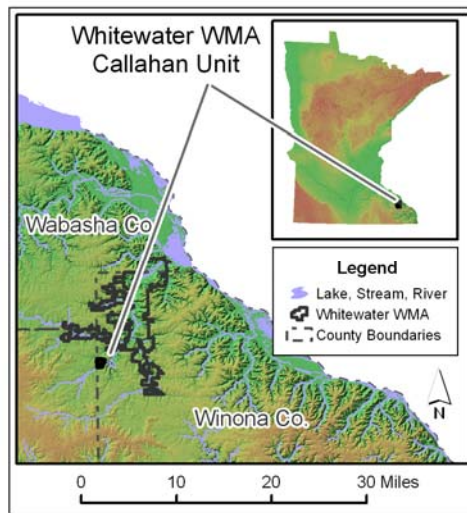 Whitewater WMA
Callahan Unit
Wabasha Co
Legend
Lake, Stream, River
Whitewater WMA
County Boundaries
N
Winona Co.
0 10 20 30 Miles